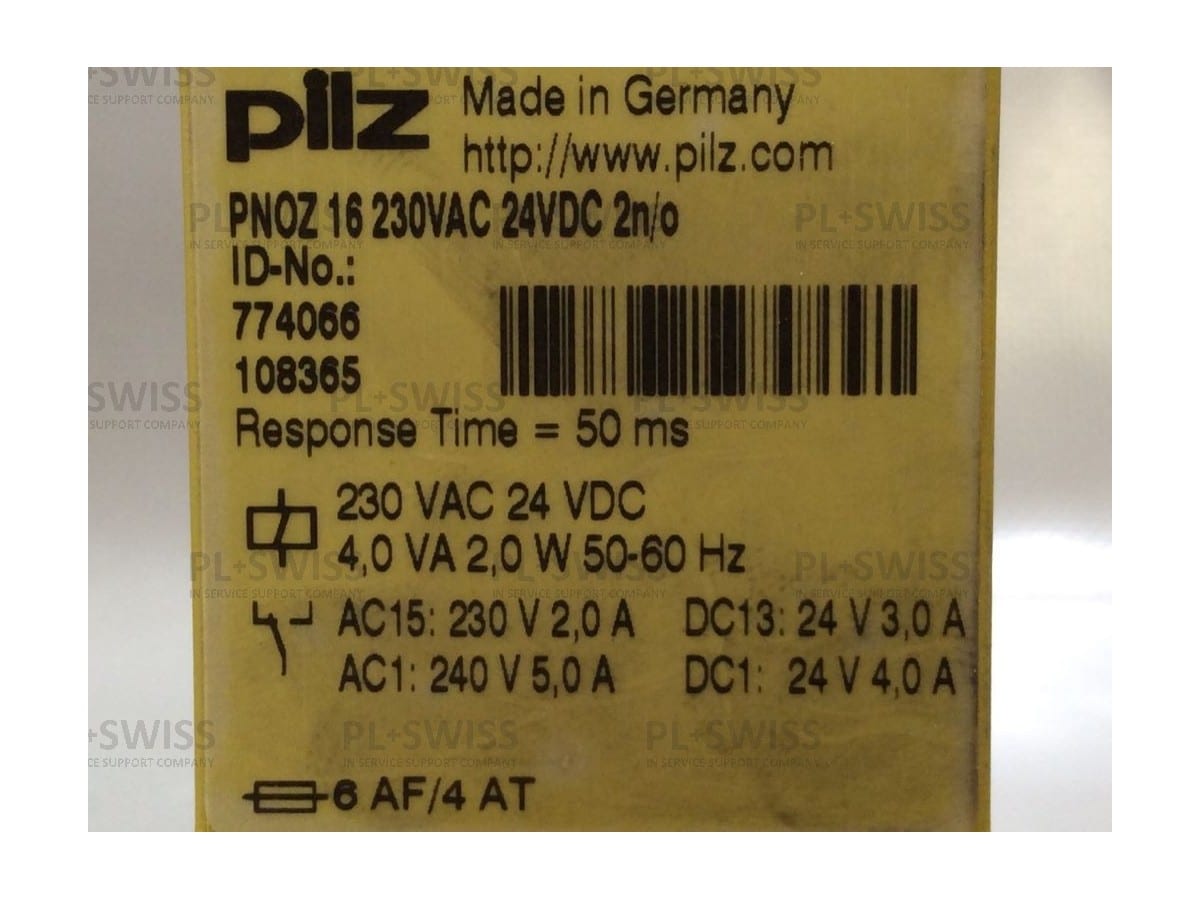 pilz Made in Germany
http://www.pilz.com
PNOZ 16 230VAC 24VDC 2n/o
ID-No.:
774066
108365
Response Time = 50 ms
230 VAC 24 VDC
4,0 VA 2,0 W 50-60 Hz
AC15: 230 V 2,0 A DC13: 24 V 3,0 A
AC1: 240 V 5,0 A DC1: 24 V 4,0 A
6 AF/4 AT
PL+SWISS
IN SERVICE SUPPORT COMPANY